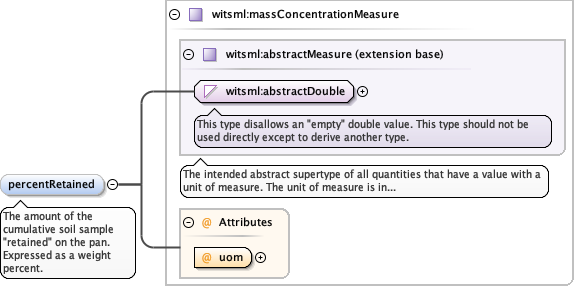 witsml:massConcentrationMeasure
witsml:abstractMeasure (extension base)
witsml:abstractDouble
This type disallows an "empty" double value. This type should not be
used directly except to derive another type.
The intended abstract supertype of all quantities that have a value with a
unit of measure. The unit of measure is in...
percentRetained
The amount of the
cumulative soil sample
"retained" on the pan.
Expressed as a weight
percent.
@ Attributes
@ uom